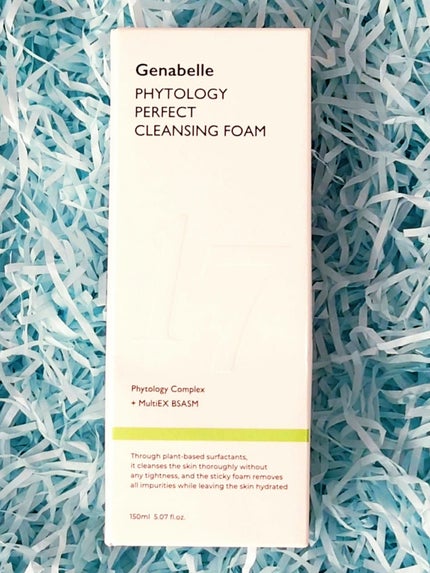 Genabelle
PHYTOLOGY
PERFECT
CLEANSING FOAM
17
Phytology Complex
+ MultiEX BSASM
Through plant-based surfactants,
it cleanses the skin thoroughly without
any tightness, and the sticky foam removes
all impurities while leaving the skin hydrated
150ml 5.07 fl.oz.